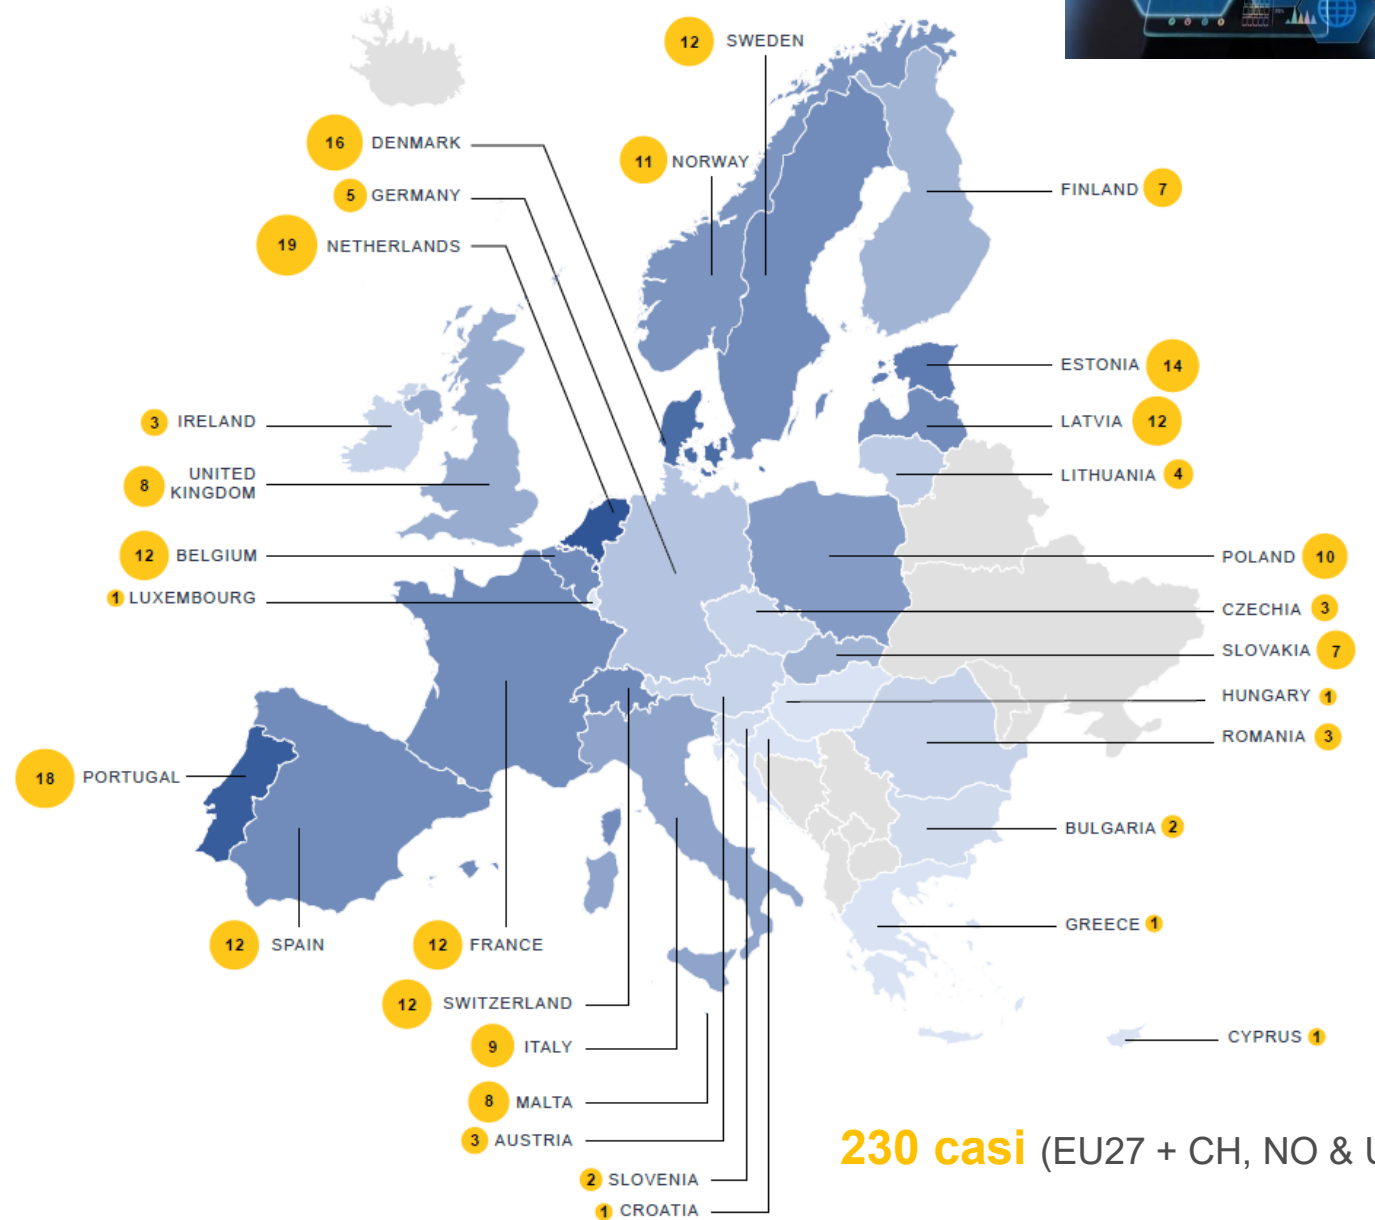 12 SWEDEN
16 DENMARK
11 NORWAY
5 GERMANY
FINLAND 7
19 NETHERLANDS
ESTONIA 14
3 IRELAND
LATVIA 12
UNITED
8 KINGDOM
LITHUANIA 4
12 BELGIUM
POLAND 10
1 LUXEMBOURG
CZECHIA 3
SLOVAKIA 7
HUNGARY 1
ROMANIA 3
18 PORTUGAL
BULGARIA 2
GREECE 1
12 SPAIN
12 FRANCE
12 SWITZERLAND
CYPRUS 1
9 ITALY
8 MALTA
3 AUSTRIA
230 casi (EU27 + CH, NO & U
2 SLOVENIA
1 CROATIA